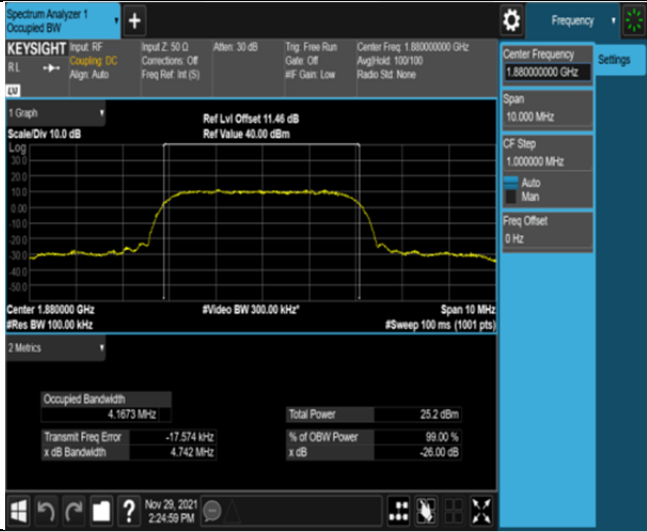 Spectrum Analyzer 1
Occupied BW
+
Frequency
KEYSIGHT
Input: RF
Input Z: 50 Ω
Atten: 30 dB
Trig: Free Run
Center Freq: 1.880000000 GHz
RL
Coupling: DC
Corrections: Off
Gate: Off
Avg|Hold: 100/100
Align: Auto
Freq Ref: Int (S)
#IF Gain: Low
Radio Std: None
Center Frequency
1.880000000 GHz
Settings
Span
10.000 MHz
CF Step
1.000000 MHz
Auto
Man
Freq Offset
0 Hz
1 Graph
Ref Lvl Offset 11.46 dB
Scale/Div 10.0 dB
Ref Value 40.00 dBm
Log
30.0
20.0
10.0
0.00
-10.0
-20.0
-30.0
-40.0
-50.0
Center 1.880000 GHz
#Video BW 300.00 kHz*
Span 10 MHz
#Res BW 100.00 kHz
#Sweep 100 ms (1001 pts)
2 Metrics
Occupied Bandwidth
4.1673 MHz
Total Power
25.2 dBm
Transmit Freq Error
-17.574 kHz
% of OBW Power
99.00 %
x dB Bandwidth
4.742 MHz
x dB
-26.00 dB
?
Nov 29, 2021
2:24:59 PM